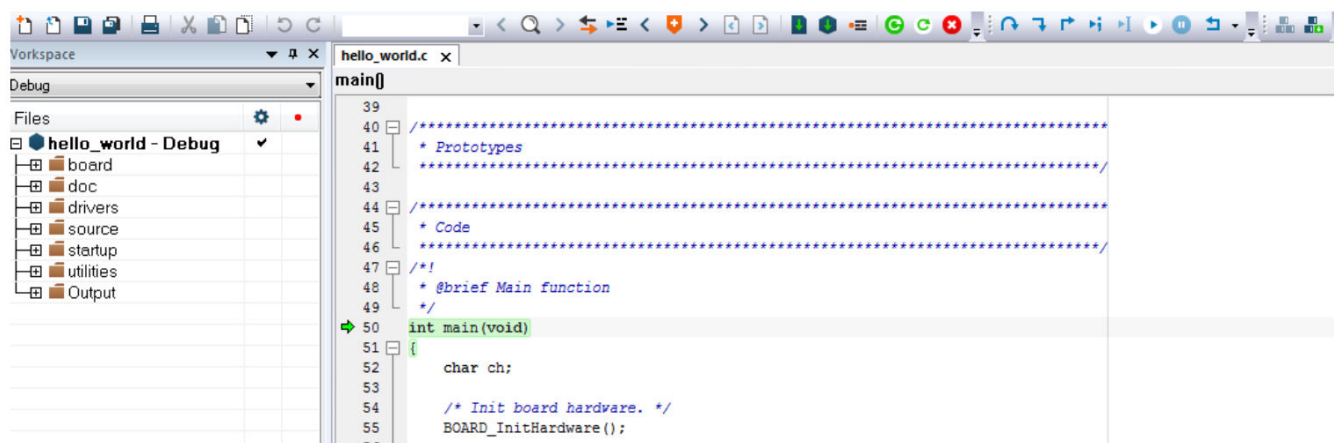 Workspace
hello_world.c x
Debug
main()
Files
hello_world - Debug
board
doc
drivers
source
startup
utilities
Output
39
40 /******************************************************************************
41 * Prototypes
42 ******************************************************************************/
43
44 /******************************************************************************
45 * Code
46 ******************************************************************************/
47 /*!
48 * @brief Main function
49 */
50 int main(void)
51 {
52 char ch;
53
54 /* Init board hardware. */
55 BOARD_InitHardware();